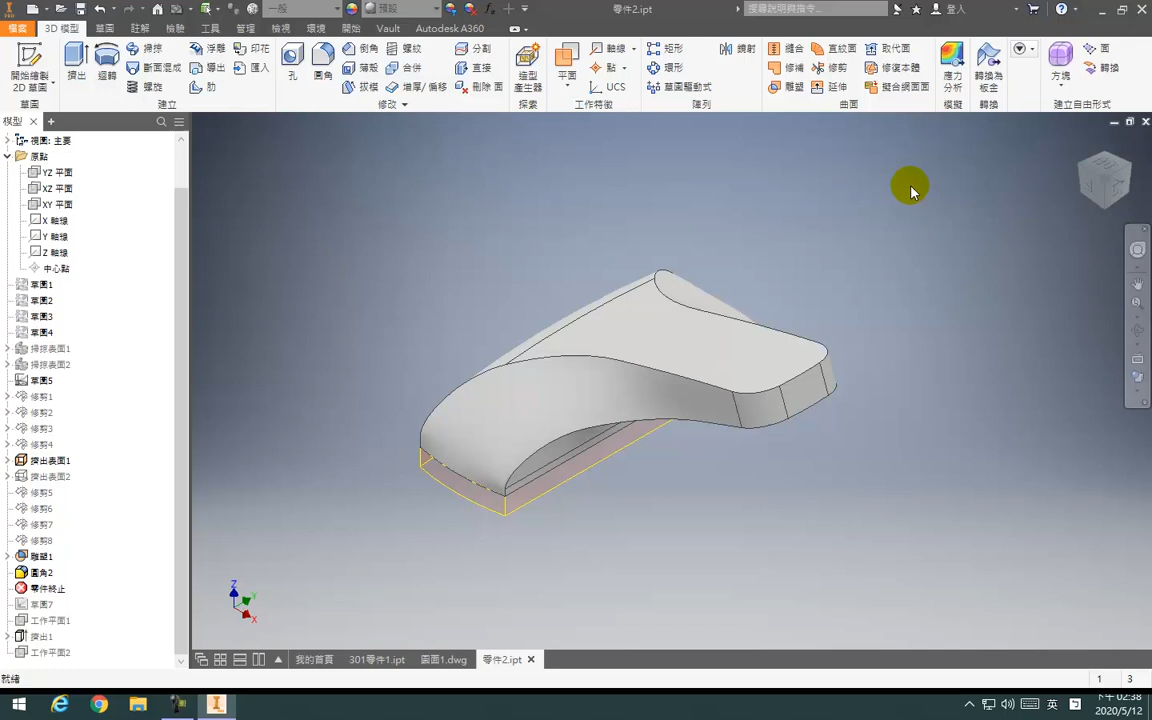 一般 預設 零件2.ipt 搜尋說明與指令... 登入
檔案 3D 模型 草圖 註解 檢驗 工具 管理 檢視 環境 開始 Vault Autodesk A360
開始繪製 2D 草圖 擠出 迴轉 掃掠 浮雕 印花 孔 圓角 倒角 螺紋 分割 造型產生器 平面 軸線 矩形 鏡射 縫合 直紋面 取代面 應力分析 轉換為板金 方塊 面
斷面混成 導出 匯入 薄殼 合併 直接 點 環形 修補 修剪 修復本體 轉換
螺旋 肋 拔模 增厚/偏移 刪除面 UCS 草圖驅動式 雕塑 延伸 擬合網面
草圖 建立 修改 探索 工作特徵 陣列 曲面 模擬 轉換 建立自由形式
模型
視圖: 主要
原點
YZ 平面
XZ 平面
XY 平面
X 軸線
Y 軸線
Z 軸線
中心點
草圖1
草圖2
草圖3
草圖4
掃掠表面1
掃掠表面2
草圖5
修剪1
修剪2
修剪3
修剪4
擠出表面1
擠出表面2
修剪5
修剪6
修剪7
修剪8
雕塑1
圓角2
零件終止
草圖7
工作平面1
擠出1
工作平面2
Z
Y
X
我的首頁 301零件1.ipt 圖面1.dwg 零件2.ipt
就緒 1 3
英 下午 02:38
2020/5/12